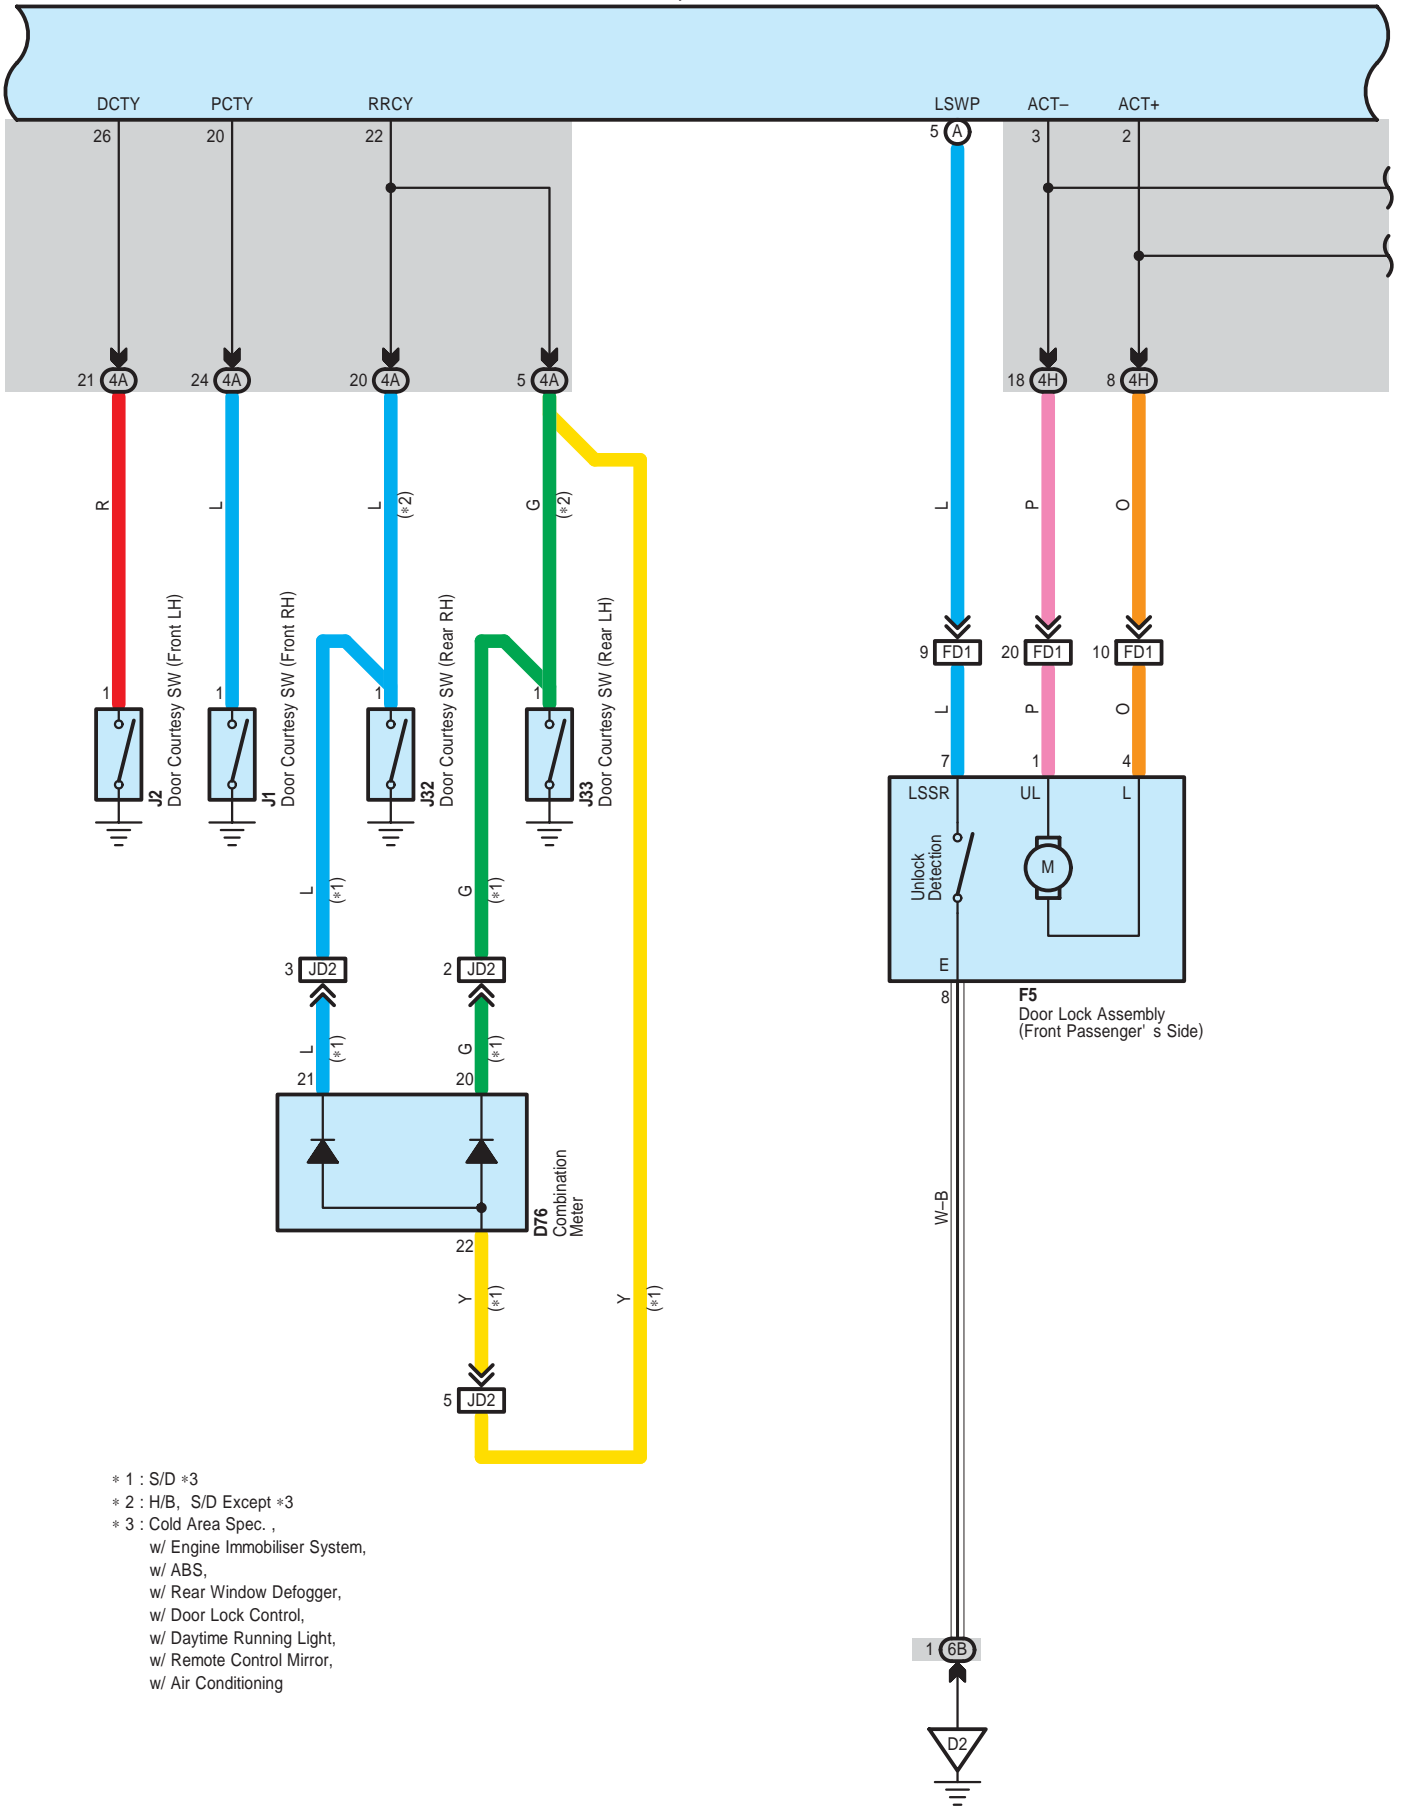 DCTY PCTY RRCY LSWP ACT– ACT+
26 20 22 5 A 3 2
21 4A 24 4A 20 4A 5 4A 18 4H 8 4H
R L L (*2) G (*2) L P O
9 FD1 20 FD1 10 FD1
L P O
1 1 1 1 7 1 4
J2
Door Courtesy SW (Front LH)
J1
Door Courtesy SW (Front RH)
J32
Door Courtesy SW (Rear RH)
J33
Door Courtesy SW (Rear LH)
LSSR UL L
Unlock
Detection
M
E
8
F5
Door Lock Assembly
(Front Passenger' s Side)
L (*1) G (*1)
3 JD2 2 JD2
L (*1) G (*1)
21 20
D76
Combination
Meter
22
Y (*1) Y (*1)
W–B
5 JD2
* 1 : S/D *3
* 2 : H/B, S/D Except *3
* 3 : Cold Area Spec. ,
w/ Engine Immobiliser System,
w/ ABS,
w/ Rear Window Defogger,
w/ Door Lock Control,
w/ Daytime Running Light,
w/ Remote Control Mirror,
w/ Air Conditioning
1 6B
D2